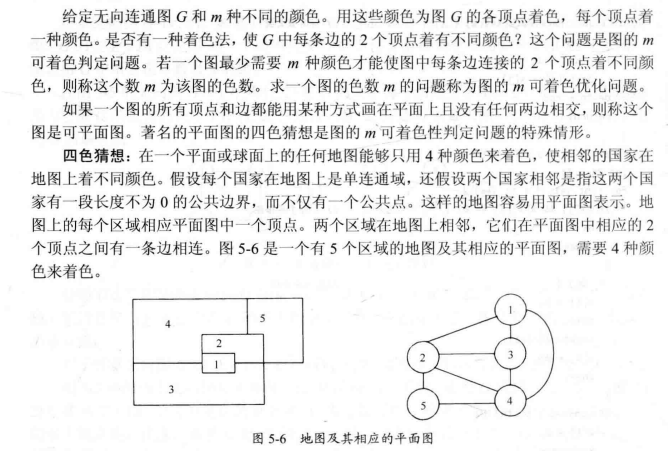 给定无向连通图 G 和 m 种不同的颜色。用这些颜色为图 G 的各顶点着色，每个顶点着
一种颜色。是否有一种着色法，使 G 中每条边的 2 个顶点着有不同颜色？这个问题是图的 m
可着色判定问题。若一个图最少需要 m 种颜色才能使图中每条边连接的 2 个顶点着不同颜
色，则称这个数 m 为该图的色数。求一个图的色数 m 的问题称为图的 m 可着色优化问题。
如果一个图的所有顶点和边都能用某种方式画在平面上且没有任何两边相交，则称这个
图是可平面图。著名的平面图的四色猜想是图的 m 可着色性判定问题的特殊情形。
四色猜想：在一个平面或球面上的任何地图能够只用 4 种颜色来着色，使相邻的国家在
地图上着不同颜色。假设每个国家在地图上是单连通域，还假设两个国家相邻是指这两个国
家有一段长度不为 0 的公共边界，而不仅有一个公共点。这样的地图容易用平面图表示。地
图上的每个区域相应平面图中一个顶点。两个区域在地图上相邻，它们在平面图中相应的 2
个顶点之间有一条边相连。图 5-6 是一个有 5 个区域的地图及其相应的平面图，需要 4 种颜
色来着色。
4
5
2
1
3
1
2
3
5
4
图 5-6 地图及其相应的平面图